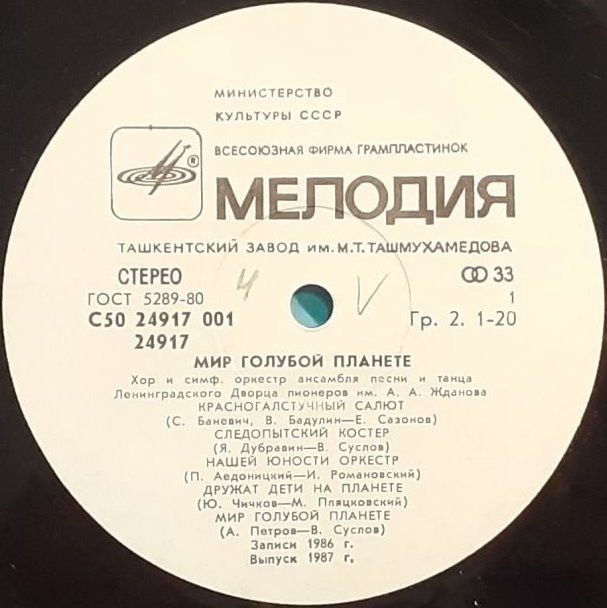 МИНИСТЕРСТВО
КУЛЬТУРЫ СССР
ВСЕСОЮЗНАЯ ФИРМА ГРАМПЛАСТИНОК
®
МЕЛОДИЯ
ТАШКЕНТСКИЙ ЗАВОД ИМ. М.Т. ТАШМУХАМЕДОВА
СТЕРЕО 4 V 33
ГОСТ 5289-80 1
С50 24917 001 Гр. 2. 1-20
24917
МИР ГОЛУБОЙ ПЛАНЕТЕ
Хор и симф. оркестр ансамбля песни и танца
Ленинградского Дворца пионеров им. А. А. Жданова
КРАСНОГАЛСТУЧНЫЙ САЛЮТ
(С. Баневич, В. Бадулин—Е. Сазонов)
СЛЕДОПЫТСКИЙ КОСТЕР
(Я. Дубравин—В. Суслов)
НАШЕЙ ЮНОСТИ ОРКЕСТР
(П. Аедоницкий—И. Романовский)
ДРУЖАТ ДЕТИ НА ПЛАНЕТЕ
(Ю. Чичков—М. Пляцковский)
МИР ГОЛУБОЙ ПЛАНЕТЕ
(А. Петров—В. Суслов)
Записи 1986 г.
Выпуск 1987 г.